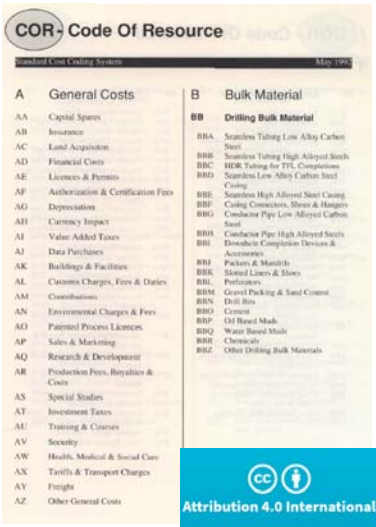 COR- Code Of Resource
Standard Cost Coding System May 1992
A General Costs
AA Capital Spares
AB Insurance
AC Land Acquisiton
AD Financial Costs
AE Licences & Permits
AF Authorization & Certification Fees
AG Depreciation
AH Currency Impact
AI Value Added Taxes
AJ Data Purchases
AK Buildings & Facilities
AL Customs Charges, Fees & Duties
AM Contributions
AN Environmental Charges & Fees
AO Patented Process Licences
AP Sales & Marketing
AQ Research & Development
AR Production Fees, Royalties &
Costs
AS Special Studies
AT Investment Taxes
AU Training & Courses
AV Security
AW Health, Medical & Social Care
AX Tariffs & Transport Charges
AY Freight
AZ Other General Costs
B Bulk Material
BB Drilling Bulk Material
BBA Seamless Tubing Low Alloy Carbon
Steel
BBB Seamless Tubing High Alloyed Steels
BBC HDR Tubing for TFL Completions
BBD Seamless Low Alloy Carbon Steel
Casing
BBE Seamless High Alloyed Steel Casing
BBF Casing Connectors, Shoes & Hangers
BBG Conductor Pipe Low Alloyed Carbon
Steel
BBH Conductor Pipe High Alloyed Steels
BBI Downhole Completion Devices &
Accessories
BBJ Packers & Mandrils
BBK Slotted Liners & Shoes
BBL Perforators
BBM Gravel Packing & Sand Control
BBN Drill Bits
BBO Cement
BBP Oil Based Muds
BBQ Water Based Muds
BBR Chemicals
BBZ Other Drilling Bulk Materials
cc
Attribution 4.0 International